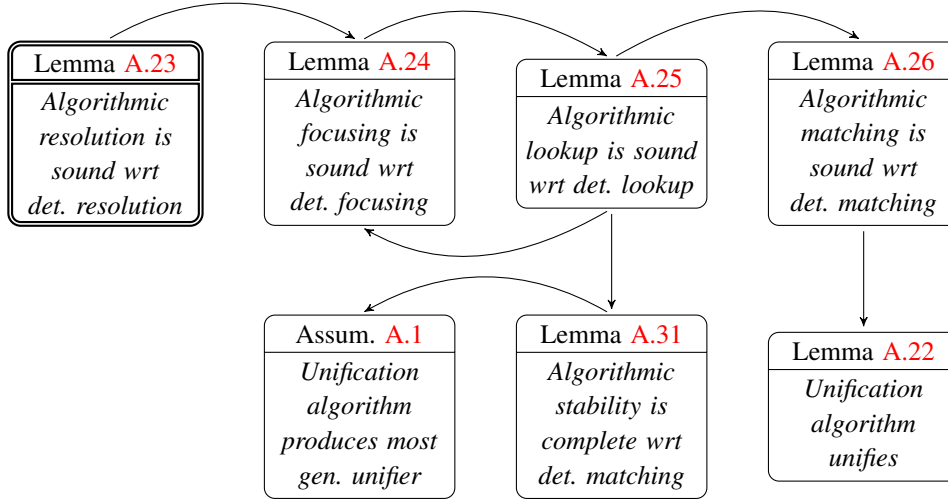 Lemma A.23
Algorithmic
resolution is
sound wrt
det. resolution
Lemma A.24
Algorithmic
focusing is
sound wrt
det. focusing
Lemma A.25
Algorithmic
lookup is sound
wrt det. lookup
Lemma A.26
Algorithmic
matching is
sound wrt
det. matching
Assum. A.1
Unification
algorithm
produces most
gen. unifier
Lemma A.31
Algorithmic
stability is
complete wrt
det. matching
Lemma A.22
Unification
algorithm
unifies